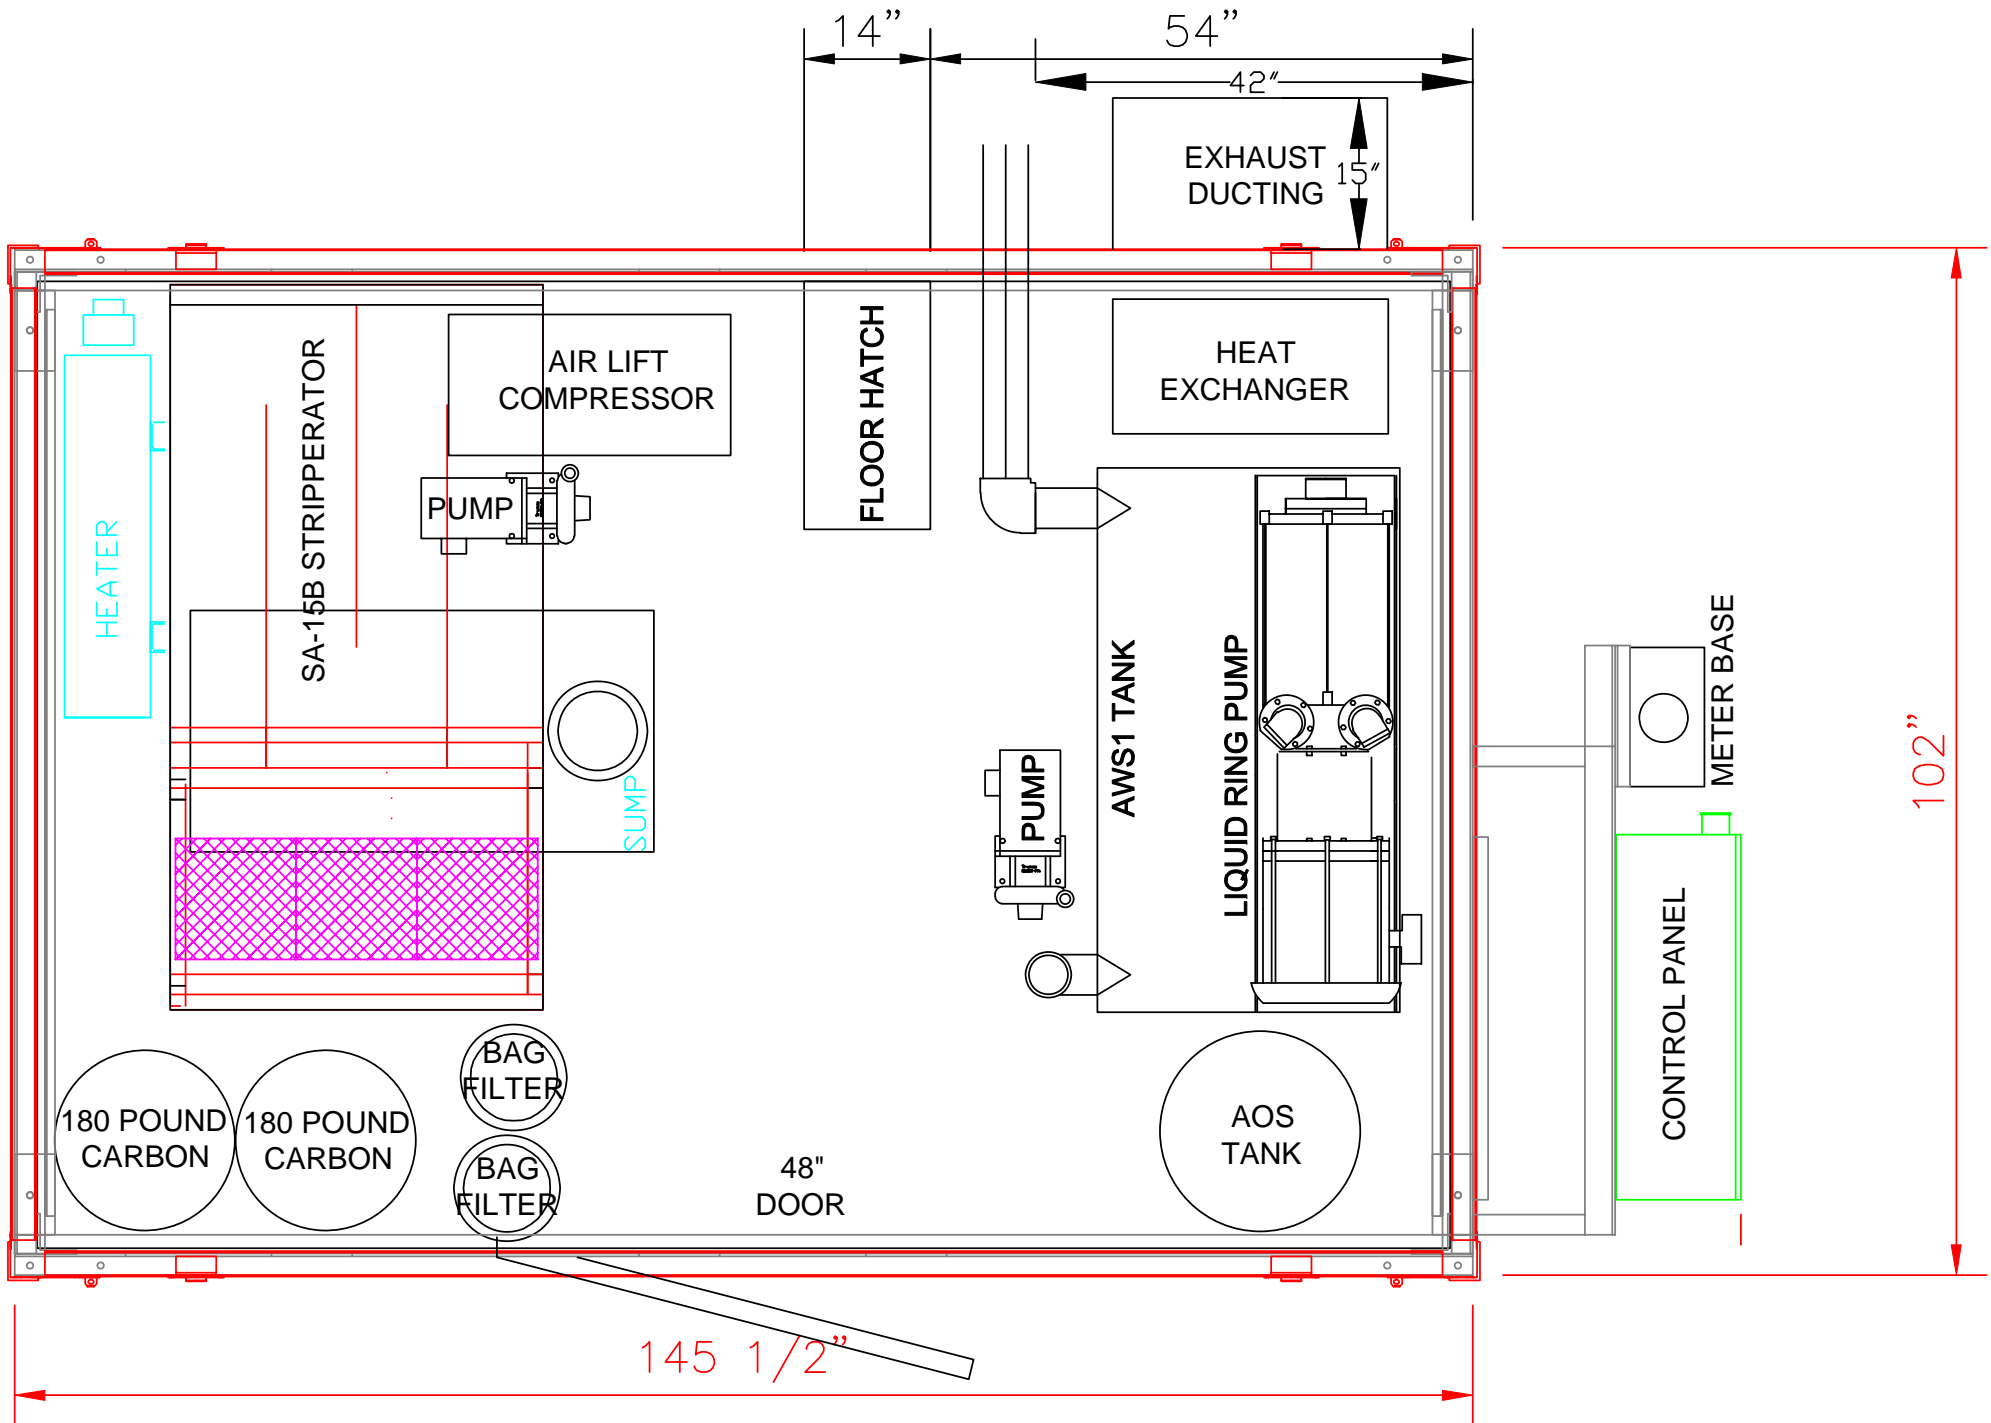 14”
54”
42”
EXHAUST
DUCTING
15”
AIR LIFT
COMPRESSOR
FLOOR HATCH
HEAT
EXCHANGER
SA-15B STRIPPERATOR
PUMP
HEATER
METER BASE
AWS1 TANK
LIQUID RING PUMP
102”
SUMP
PUMP
CONTROL PANEL
BAG
FILTER
180 POUND
CARBON
180 POUND
CARBON
BAG
FILTER
48"
DOOR
AOS
TANK
145 1/2”